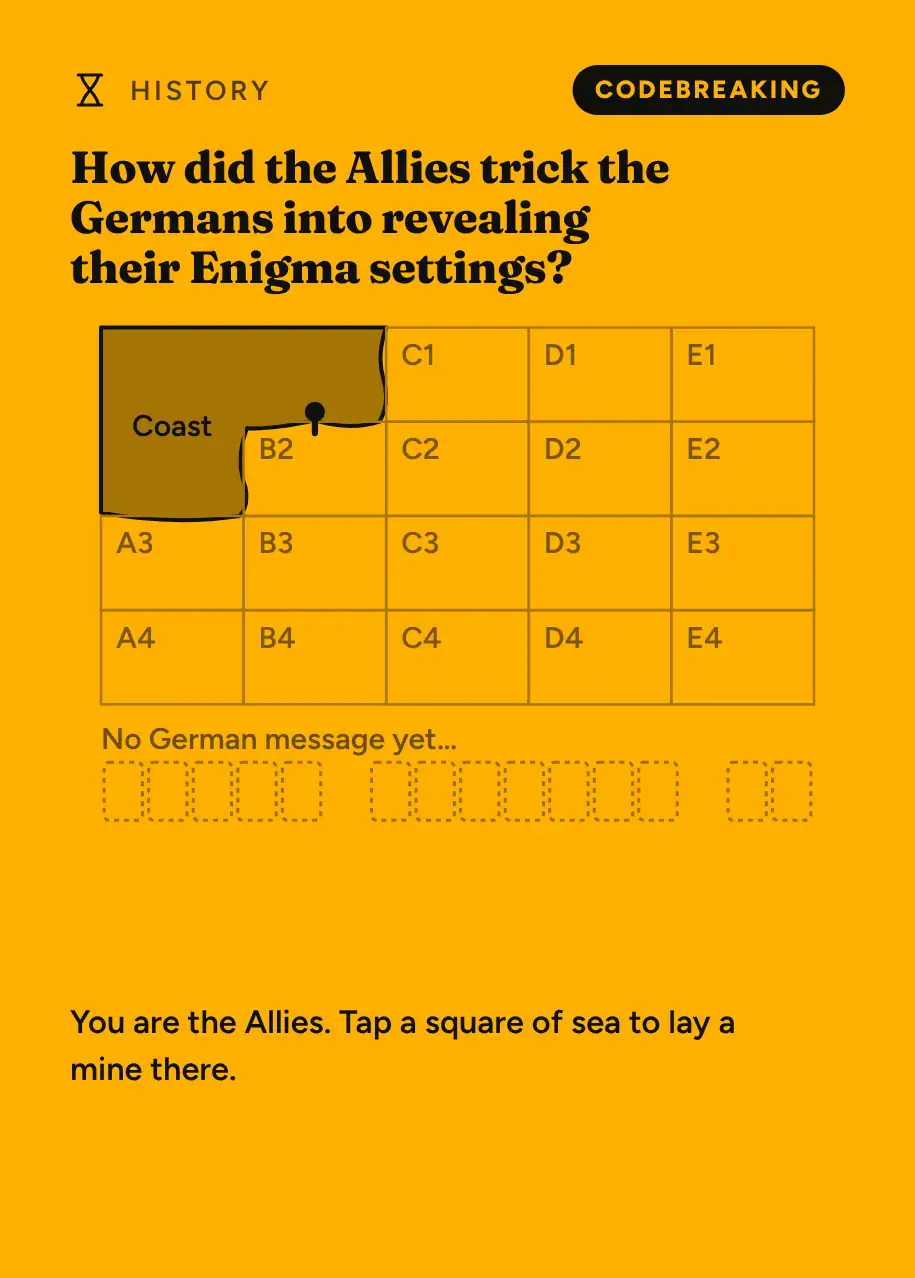 HISTORY
CODEBREAKING
How did the Allies trick the
Germans into revealing
their Enigma settings?
C1
D1
E1
Coast
B2
C2
D2
E2
A3
B3
C3
D3
E3
A4
B4
C4
D4
E4
No German message yet...
You are the Allies. Tap a square of sea to lay a
mine there.